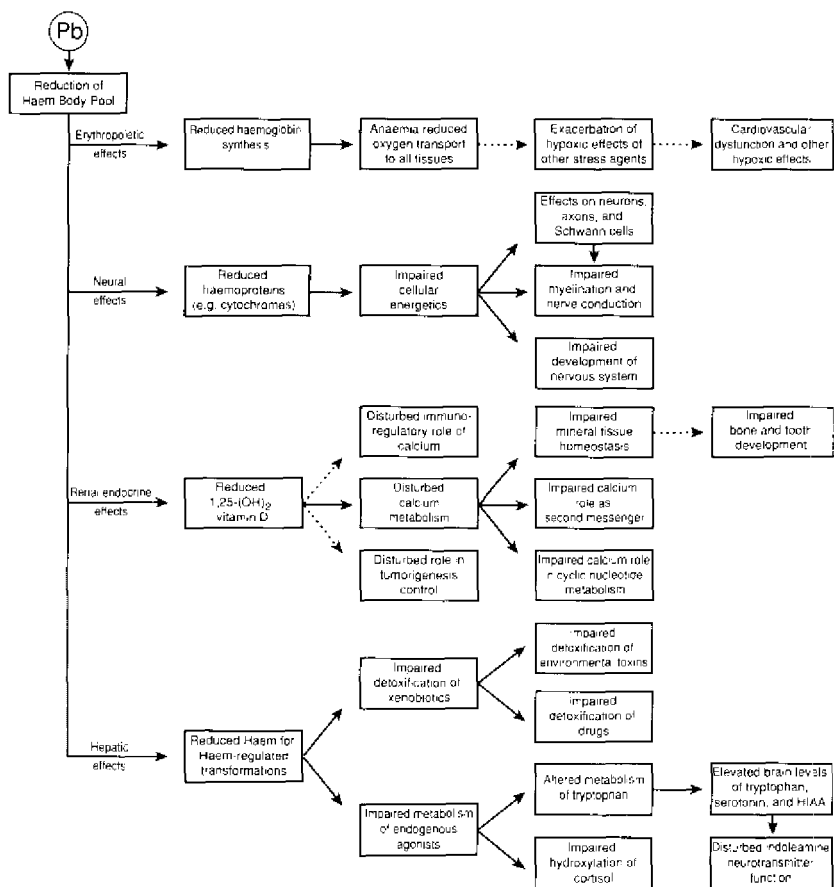 Pb
Reduction of
Haem Body Pool
Erythropoietic
effects
Reduced haemoglobin
synthesis
Anaemia reduced
oxygen transport
to all tissues
Exacerbation of
hypoxic effects of
other stress agents
Cardiovascular
dysfunction and other
hypoxic effects
Neural
effects
Reduced
haemoproteins
(e.g. cytochromes)
Impaired
cellular
energetics
Effects on neurons,
axons, and
Schwann cells
Impaired
myelination and
nerve conduction
Impaired
development of
nervous system
Renal endocrine
effects
Reduced
1,25-(OH)2
vitamin D
Disturbed immuno-
regulatory role of
calcium
Disturbed
calcium
metabolism
Disturbed role in
tumorigenesis
control
Impaired
mineral tissue
homeostasis
Impaired
bone and tooth
development
Impaired calcium
role as
second messenger
Impaired calcium role
in cyclic nucleotide
metabolism
Hepatic
effects
Reduced Haem for
Haem-regulated
transformations
Impaired
detoxification of
xenobiotics
Impaired
detoxification of
environmental toxins
Impaired
detoxification of
drugs
Impaired metabolism
of endogenous
agonists
Altered metabolism
of tryptophan
Elevated brain levels
of tryptophan,
serotonin, and HIAA
Impaired
hydroxylation of
cortisol
Disturbed indoleamine
neurotransmitter
function